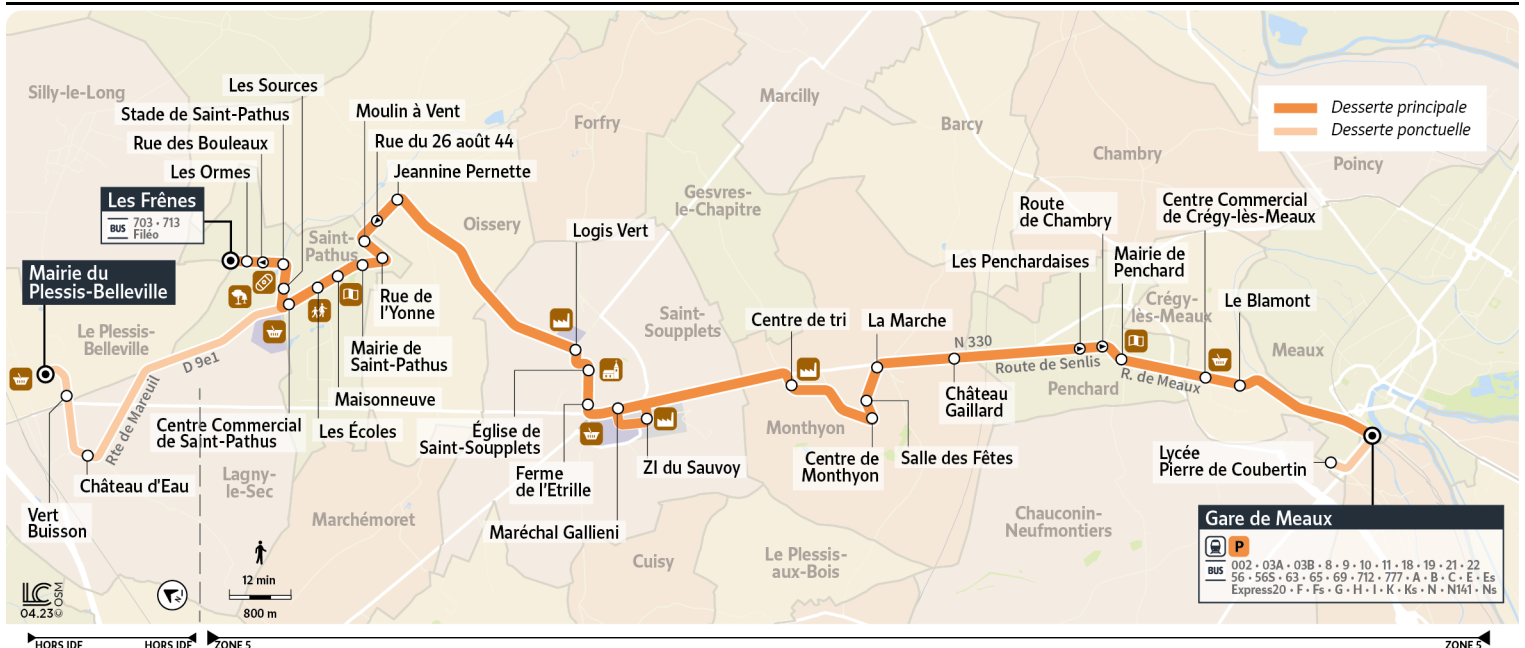 Silly-le-Long
Les Sources
Stade de Saint-Pathus
Rue des Bouleaux
Les Ormes
Les Frênes
BUS
703 • 713
Filéo
Mairie du
Plessis-Belleville
Le Plessis-
Belleville
D 9e1
Rte de Mareuil
Vert
Buisson
Château d'Eau
Centre Commercial
de Saint-Pathus
Lagny-
le-Sec
Les Écoles
Maisonneuve
Mairie de
Saint-Pathus
Rue de
l'Yonne
Saint-
Pathus
Moulin à Vent
Rue du 26 août 44
Jeannine Pernette
Oissery
Forfry
Marcilly
Gesvres-
le-Chapitre
Barcy
Chambry
Poincy
Desserte principale
Desserte ponctuelle
Logis Vert
Saint-
Soupplets
Église de
Saint-Soupplets
Ferme
de l'Etrille
Maréchal Gallieni
ZI du Sauvoy
Marchémoret
Cuisy
Le Plessis-
aux-Bois
Centre de tri
Monthyon
Centre de
Monthyon
Salle des Fêtes
La Marche
Château
Gaillard
N 330
Route de Senlis
Les Penchardaises
Route
de Chambry
Mairie de
Penchard
Penchard
R. de Meaux
Crégy-
lès-Meaux
Centre Commercial
de Crégy-lès-Meaux
Le Blamont
Meaux
Chauconin-
Neufmontiers
Lycée
Pierre de Coubertin
Gare de Meaux
P
BUS
002 • 03A • 03B • 8 • 9 • 10 • 11 • 18 • 19 • 21 • 22
56 • 56S • 63 • 65 • 69 • 712 • 777 • A • B • C • E • Es
Express20 • F • Fs • G • H • I • K • Ks • N • N141 • Ns
12 min
800 m
N
LC
04.23 © OSM
HORS IDF
HORS IDF
ZONE 5
ZONE 5